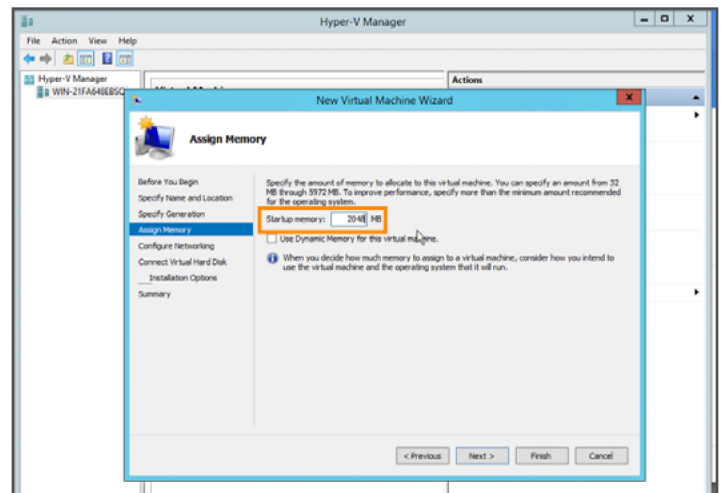 Hyper-V Manager
File Action View Help
Hyper-V Manager
WIN-21FA648EBSQ
Actions
New Virtual Machine Wizard
X
Assign Memory
Before You Begin
Specify Name and Location
Specify Generation
Assign Memory
Configure Networking
Connect Virtual Hard Disk
Installation Options
Summary
Specify the amount of memory to allocate to this virtual machine. You can specify an amount from 32
MB through 5972 MB. To improve performance, specify more than the minimum amount recommended
for the operating system.
Startup memory: 2048 MB
Use Dynamic Memory for this virtual machine.
When you decide how much memory to assign to a virtual machine, consider how you intend to
use the virtual machine and the operating system that it will run.
< Previous Next > Finish Cancel